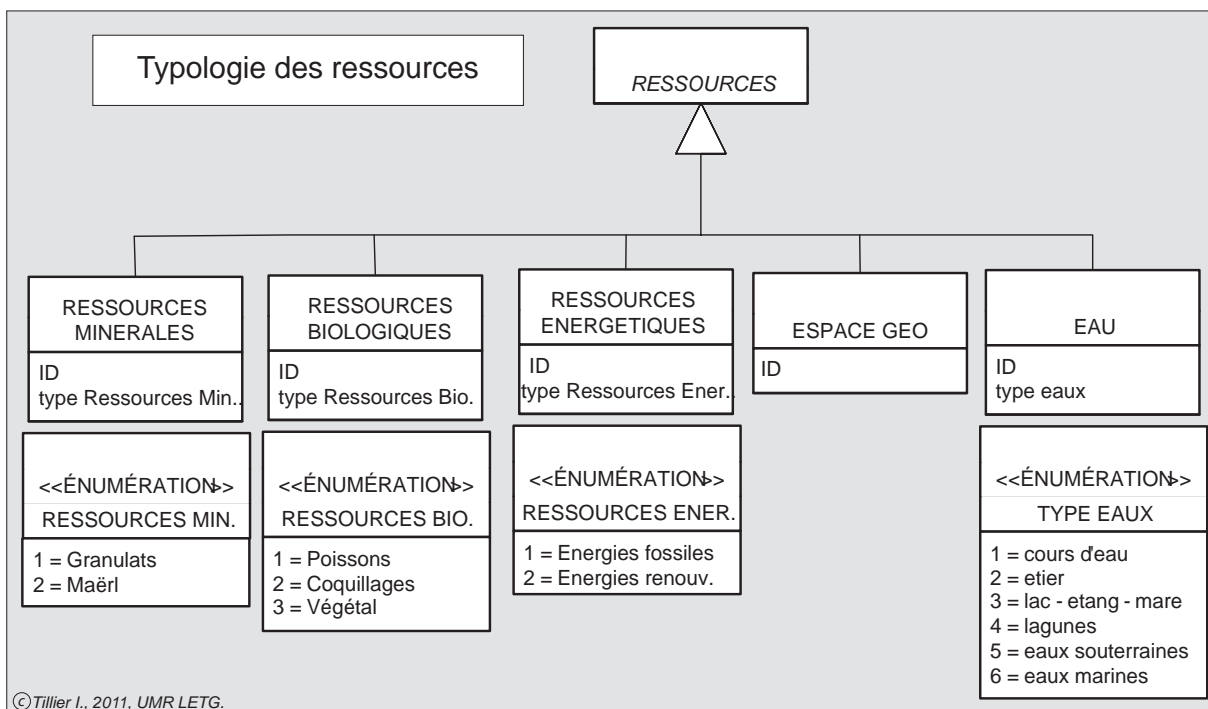 Typologie des ressources
RESSOURCES
RESSOURCES
MINERALES
ID
type Ressources Min..
<<ÉNUMÉRATION>>
RESSOURCES MIN.
1 = Granulats
2 = Maërl
RESSOURCES
BIOLOGIQUES
ID
type Ressources Bio.
<<ÉNUMÉRATION>>
RESSOURCES BIO.
1 = Poissons
2 = Coquillages
3 = Végétal
RESSOURCES
ENERGETIQUES
ID
type Ressources Ener..
<<ÉNUMÉRATION>>
RESSOURCES ENER.
1 = Energies fossiles
2 = Energies renouv.
ESPACE GEO
ID
EAU
ID
type eaux
<<ÉNUMÉRATION>>
TYPE EAUX
1 = cours d'eau
2 = etier
3 = lac - etang - mare
4 = lagunes
5 = eaux souterraines
6 = eaux marines
©Tillier I., 2011, UMR LETG.